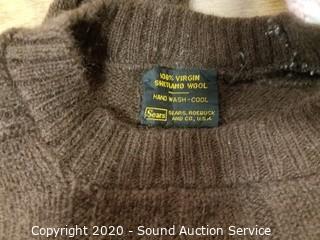 100% VIRGIN
SHETLAND WOOL
HAND WASH-COOL
Sears
SEARS, ROEBUCK
AND CO., U.S.A.
Copyright 2020 - Sound Auction Service